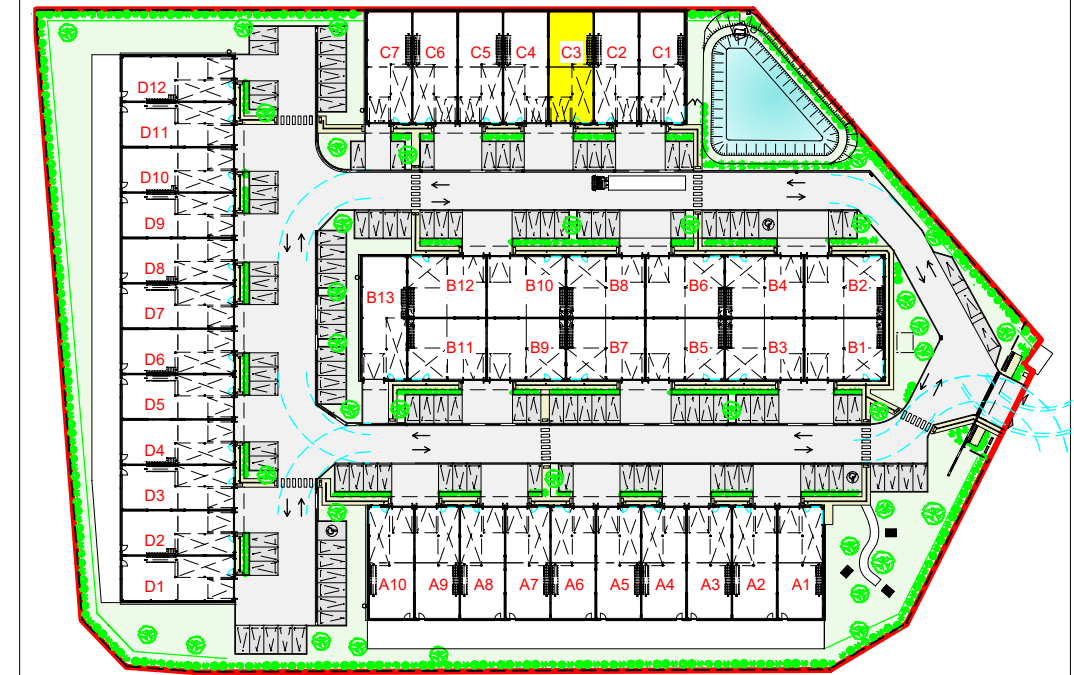 C7 C6 C5 C4 C3 C2 C1
D12
D11
D10
D9
D8
D7
D6
D5
D4
D3
D2
D1
B13 B12 B10 B8 B6 B4 B2
B11 B9 B7 B5 B3 B1
A10 A9 A8 A7 A6 A5 A4 A3 A2 A1